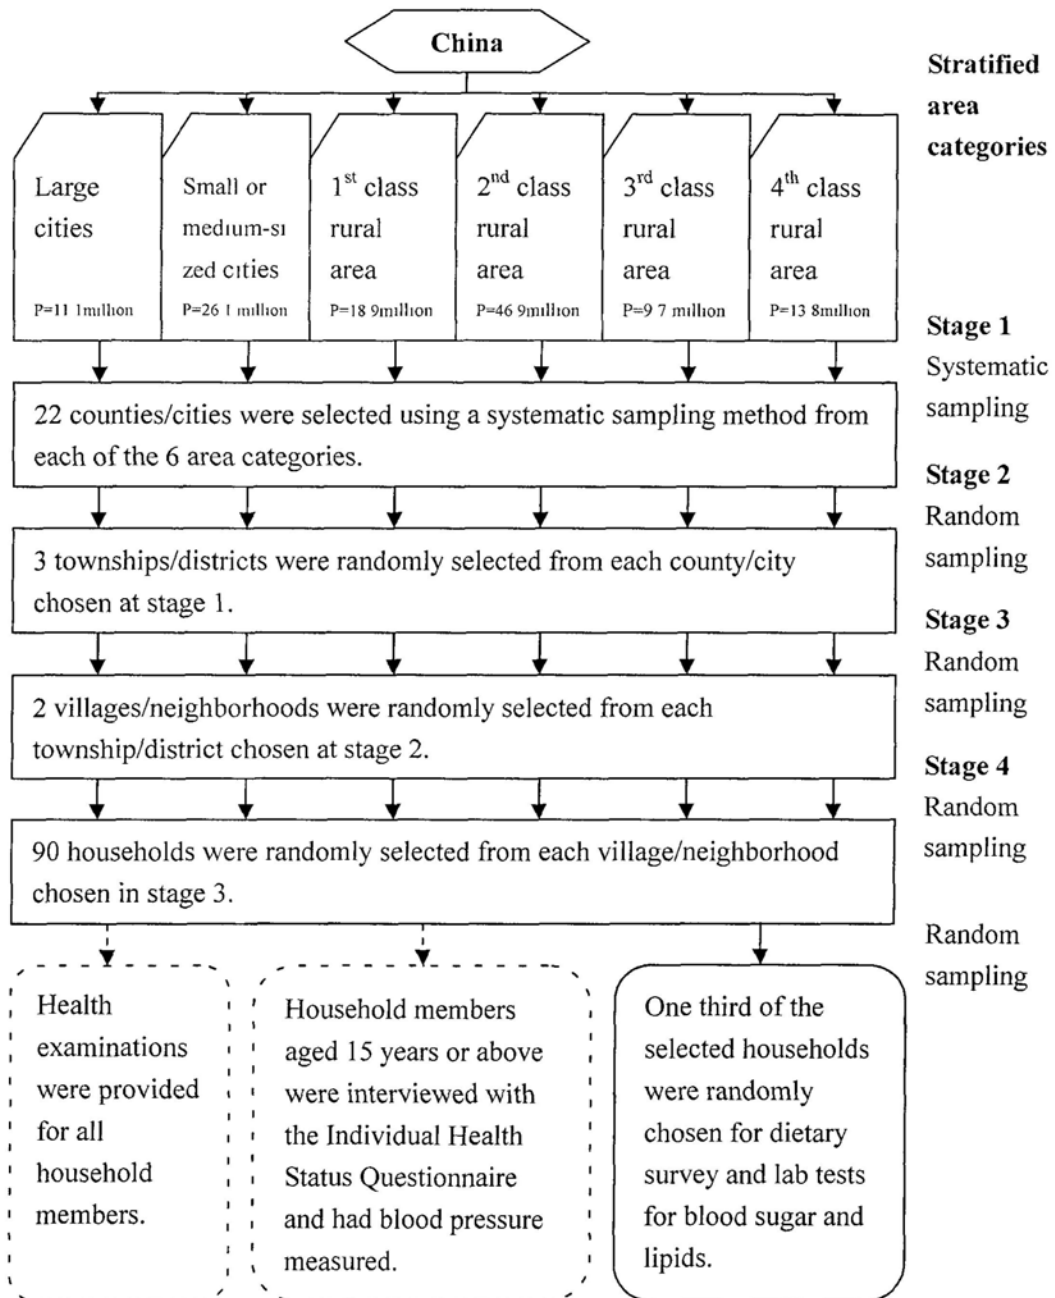 China
Stratified
area
categories
Large
cities
P=11 1million
Small or
medium-si
zed cities
P=26 1 million
1st class
rural
area
P=18 9million
2nd class
rural
area
P=46 9million
3rd class
rural
area
P=9 7 million
4th class
rural
area
P=13 8million
Stage 1
Systematic
sampling
22 counties/cities were selected using a systematic sampling method from
each of the 6 area categories.
Stage 2
Random
sampling
3 townships/districts were randomly selected from each county/city
chosen at stage 1.
Stage 3
Random
sampling
2 villages/neighborhoods were randomly selected from each
township/district chosen at stage 2.
Stage 4
Random
sampling
90 households were randomly selected from each village/neighborhood
chosen in stage 3.
Random
sampling
Health
examinations
were provided
for all
household
members.
Household members
aged 15 years or above
were interviewed with
the Individual Health
Status Questionnaire
and had blood pressure
measured.
One third of the
selected households
were randomly
chosen for dietary
survey and lab tests
for blood sugar and
lipids.